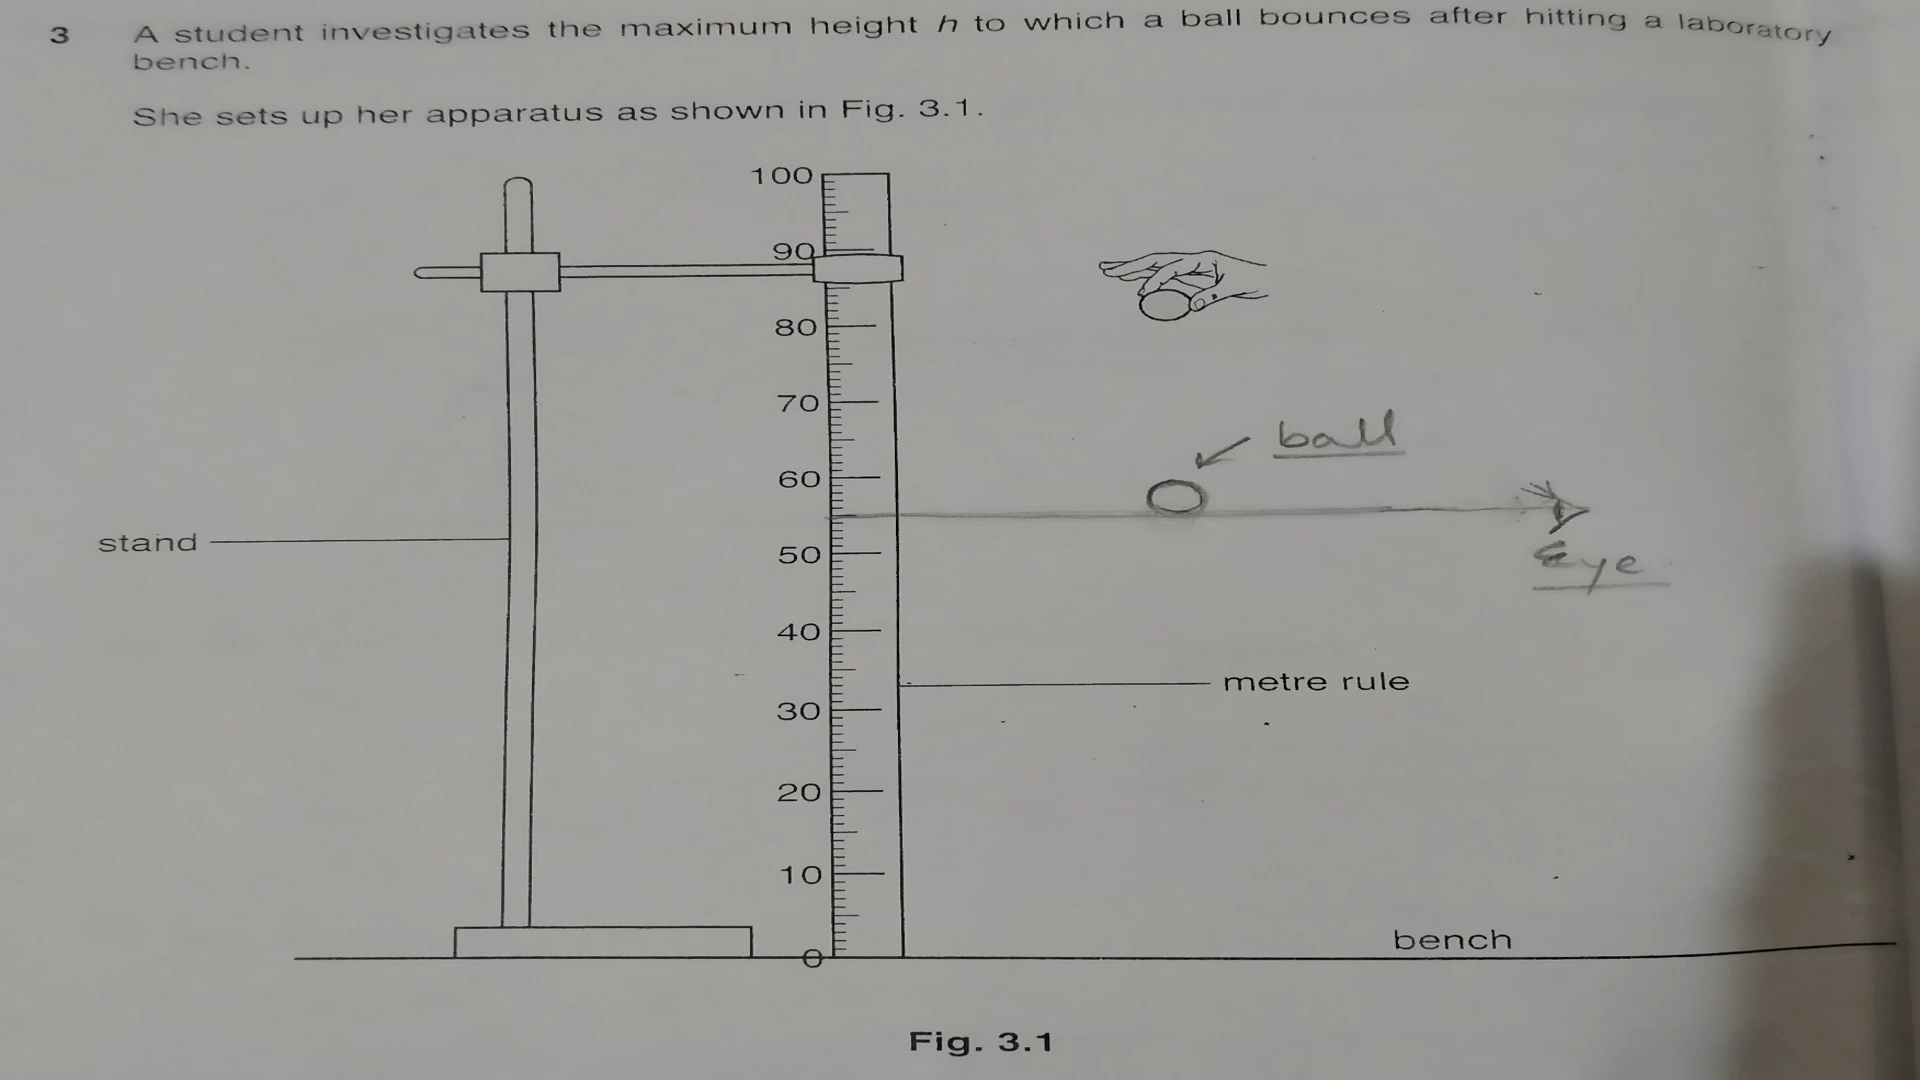 3 A student investigates the maximum height h to which a ball bounces after hitting a laboratory
bench.
She sets up her apparatus as shown in Fig. 3.1.
100
90
80
70
ball
60
stand
50
Eye
40
metre rule
30
20
10
bench
0
Fig. 3.1